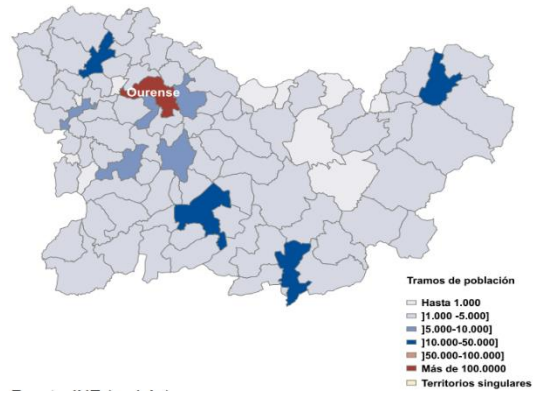 Ourense
Tramos de población
Hasta 1.000
]1.000 -5.000]
]5.000-10.000]
]10.000-50.000]
]50.000-100.000]
Más de 100.0000
Territorios singulares